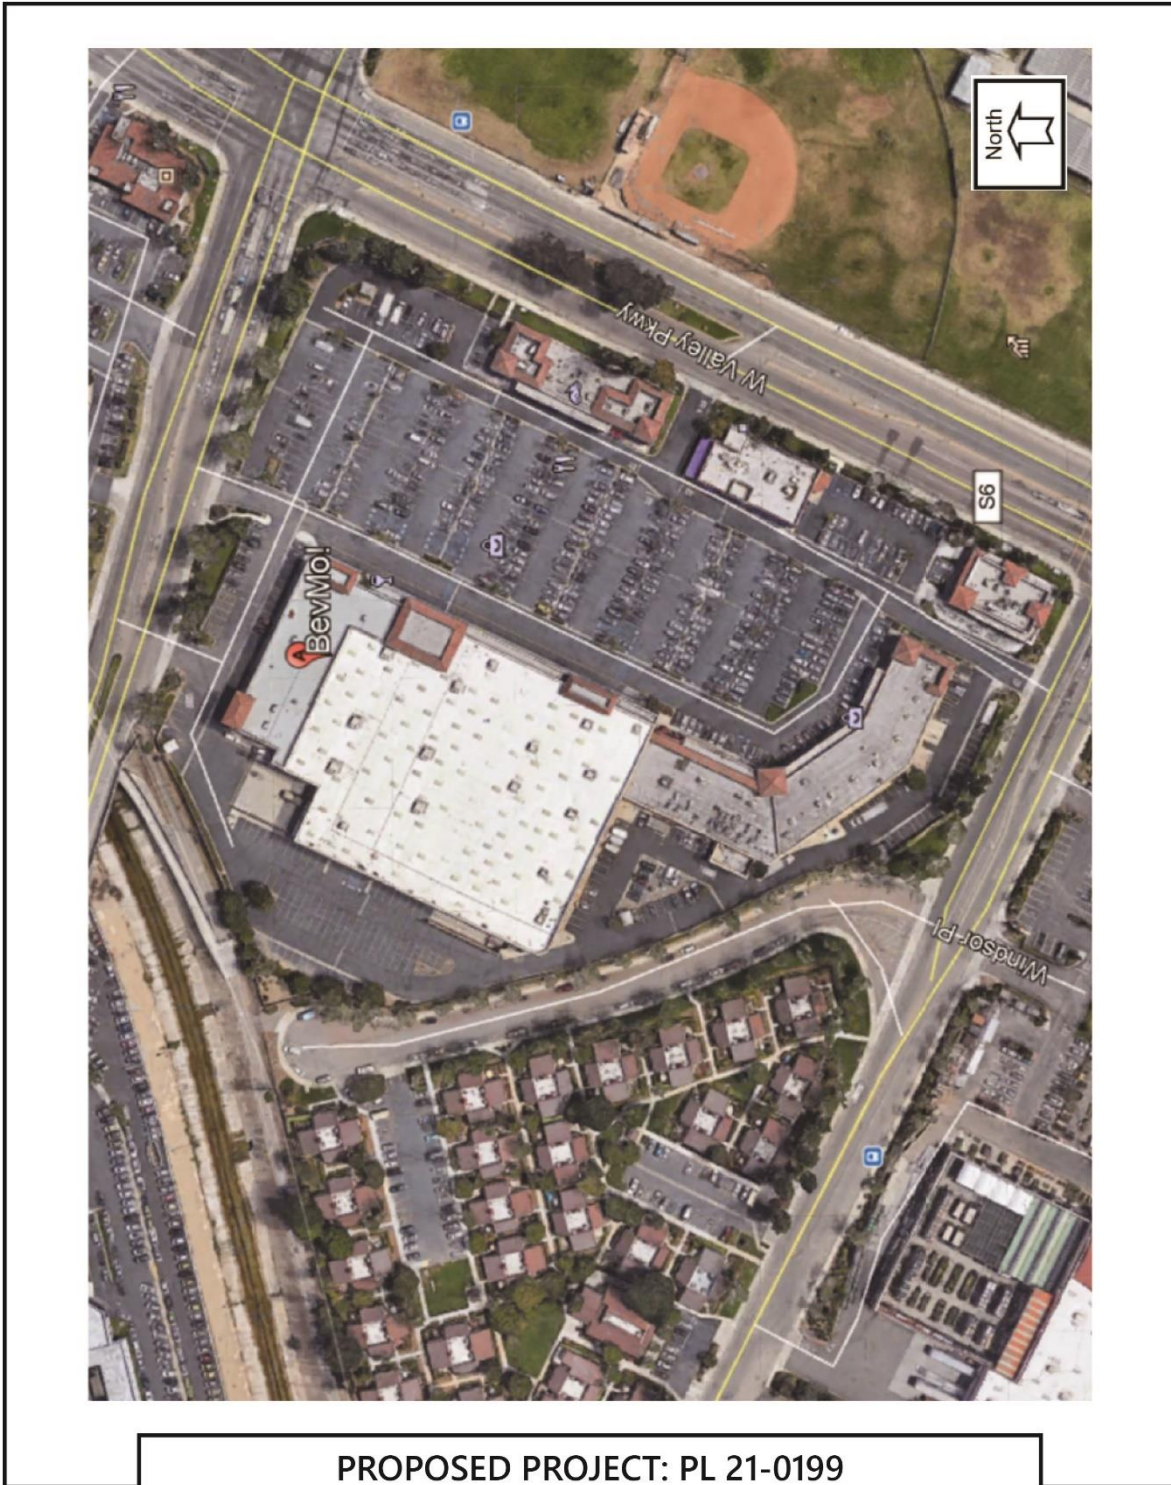 North
W Valley Pkwy
S6
BevMo!
A
Windsor Pl
PROPOSED PROJECT: PL 21-0199